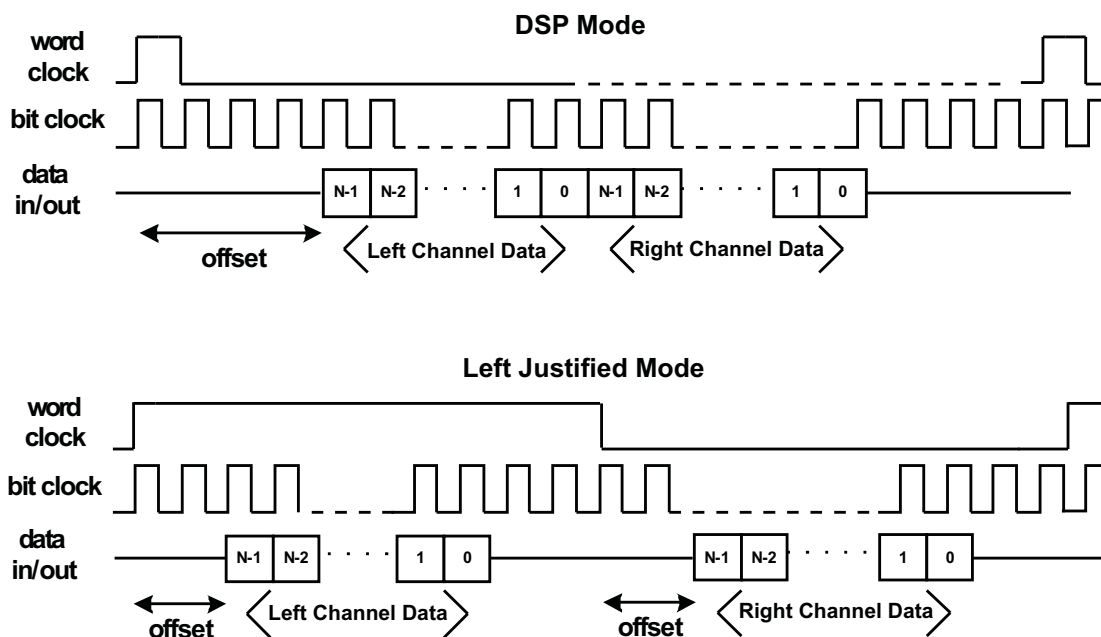 DSP Mode
word
clock
bit clock
data
in/out
N-1 N-2 1 0 N-1 N-2 1 0
offset
Left Channel Data
Right Channel Data
Left Justified Mode
word
clock
bit clock
data
in/out
N-1 N-2 1 0 N-1 N-2 1 0
offset
Left Channel Data
offset
Right Channel Data